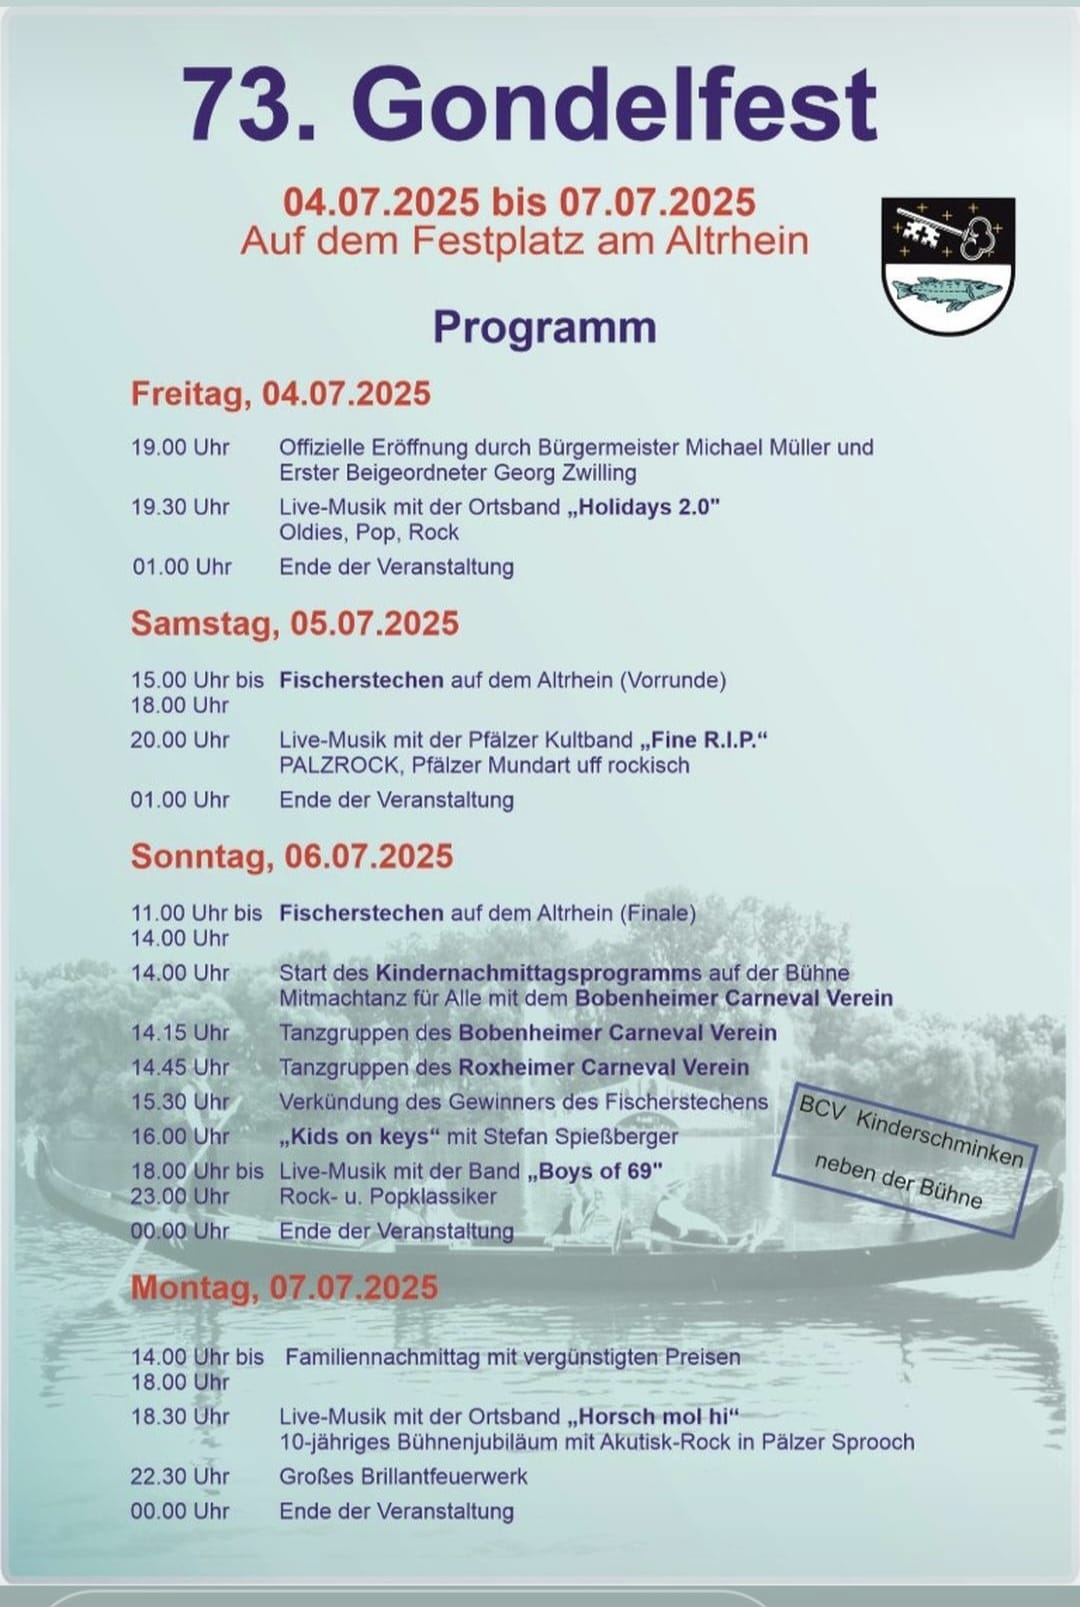 73. Gondelfest
04.07.2025 bis 07.07.2025
Auf dem Festplatz am Altrhein
Programm
Freitag, 04.07.2025
19.00 Uhr Offizielle Eröffnung durch Bürgermeister Michael Müller und
Erster Beigeordneter Georg Zwilling
19.30 Uhr Live-Musik mit der Ortsband „Holidays 2.0"
Oldies, Pop, Rock
01.00 Uhr Ende der Veranstaltung
Samstag, 05.07.2025
15.00 Uhr bis Fischerstechen auf dem Altrhein (Vorrunde)
18.00 Uhr
20.00 Uhr Live-Musik mit der Pfälzer Kultband „Fine R.I.P.“
PALZROCK, Pfälzer Mundart uff rockisch
01.00 Uhr Ende der Veranstaltung
Sonntag, 06.07.2025
11.00 Uhr bis Fischerstechen auf dem Altrhein (Finale)
14.00 Uhr
14.00 Uhr Start des Kindernachmittagsprogramms auf der Bühne
Mitmachtanz für Alle mit dem Bobenheimer Carneval Verein
14.15 Uhr Tanzgruppen des Bobenheimer Carneval Verein
14.45 Uhr Tanzgruppen des Roxheimer Carneval Verein
15.30 Uhr Verkündung des Gewinners des Fischerstechens
16.00 Uhr „Kids on keys“ mit Stefan Spießberger
18.00 Uhr bis Live-Musik mit der Band „Boys of 69"
23.00 Uhr Rock- u. Popklassiker
00.00 Uhr Ende der Veranstaltung
BCV Kinderschminken
neben der Bühne
Montag, 07.07.2025
14.00 Uhr bis Familiennachmittag mit vergünstigten Preisen
18.00 Uhr
18.30 Uhr Live-Musik mit der Ortsband „Horsch mol hi“
10-jähriges Bühnenjubiläum mit Akutisk-Rock in Pälzer Sprooch
22.30 Uhr Großes Brillantfeuerwerk
00.00 Uhr Ende der Veranstaltung